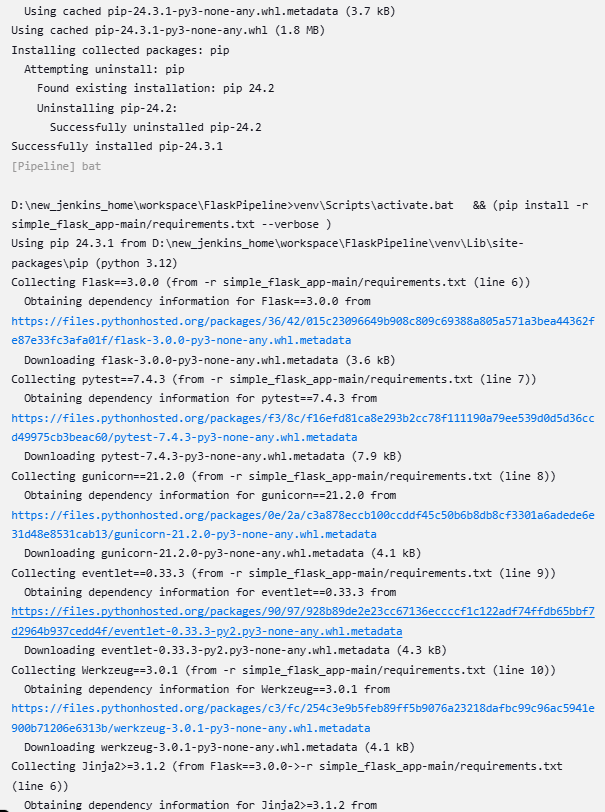 Using cached pip-24.3.1-py3-none-any.whl.metadata (3.7 kB)
Using cached pip-24.3.1-py3-none-any.whl (1.8 MB)
Installing collected packages: pip
Attempting uninstall: pip
Found existing installation: pip 24.2
Uninstalling pip-24.2:
Successfully uninstalled pip-24.2
Successfully installed pip-24.3.1
[Pipeline] bat
D:\new_jenkins_home\workspace\FlaskPipeline>venv\Scripts\activate.bat   && (pip install -r
simple_flask_app-main/requirements.txt --verbose )
Using pip 24.3.1 from D:\new_jenkins_home\workspace\FlaskPipeline\venv\Lib\site-
packages\pip (python 3.12)
Collecting Flask==3.0.0 (from -r simple_flask_app-main/requirements.txt (line 6))
Obtaining dependency information for Flask==3.0.0 from
https://files.pythonhosted.org/packages/36/42/015c23096649b908c809c69388a805a571a3bea44362f
e87e33fc3afa01f/flask-3.0.0-py3-none-any.whl.metadata
Downloading flask-3.0.0-py3-none-any.whl.metadata (3.6 kB)
Collecting pytest==7.4.3 (from -r simple_flask_app-main/requirements.txt (line 7))
Obtaining dependency information for pytest==7.4.3 from
https://files.pythonhosted.org/packages/f3/8c/f16efd81ca8e293b2cc78f111190a79ee539d0d5d36cc
d49975cb3beac60/pytest-7.4.3-py3-none-any.whl.metadata
Downloading pytest-7.4.3-py3-none-any.whl.metadata (7.9 kB)
Collecting gunicorn==21.2.0 (from -r simple_flask_app-main/requirements.txt (line 8))
Obtaining dependency information for gunicorn==21.2.0 from
https://files.pythonhosted.org/packages/0e/2a/c3a878eccb100ccddf45c50b6b8db8cf3301a6adede6e
31d48e8531cab13/gunicorn-21.2.0-py3-none-any.whl.metadata
Downloading gunicorn-21.2.0-py3-none-any.whl.metadata (4.1 kB)
Collecting eventlet==0.33.3 (from -r simple_flask_app-main/requirements.txt (line 9))
Obtaining dependency information for eventlet==0.33.3 from
https://files.pythonhosted.org/packages/90/97/928b89de2e23cc67136eccccf1c122adf74ffdb65bbf7
d2964b937cedd4f/eventlet-0.33.3-py2.py3-none-any.whl.metadata
Downloading eventlet-0.33.3-py2.py3-none-any.whl.metadata (4.3 kB)
Collecting Werkzeug==3.0.1 (from -r simple_flask_app-main/requirements.txt (line 10))
Obtaining dependency information for Werkzeug==3.0.1 from
https://files.pythonhosted.org/packages/c3/fc/254c3e9b5feb89ff5b9076a23218dafbc99c96ac5941e
900b71206e6313b/werkzeug-3.0.1-py3-none-any.whl.metadata
Downloading werkzeug-3.0.1-py3-none-any.whl.metadata (4.1 kB)
Collecting Jinja2>=3.1.2 (from Flask==3.0.0->-r simple_flask_app-main/requirements.txt
(line 6))
Obtaining dependency information for Jinja2>=3.1.2 from